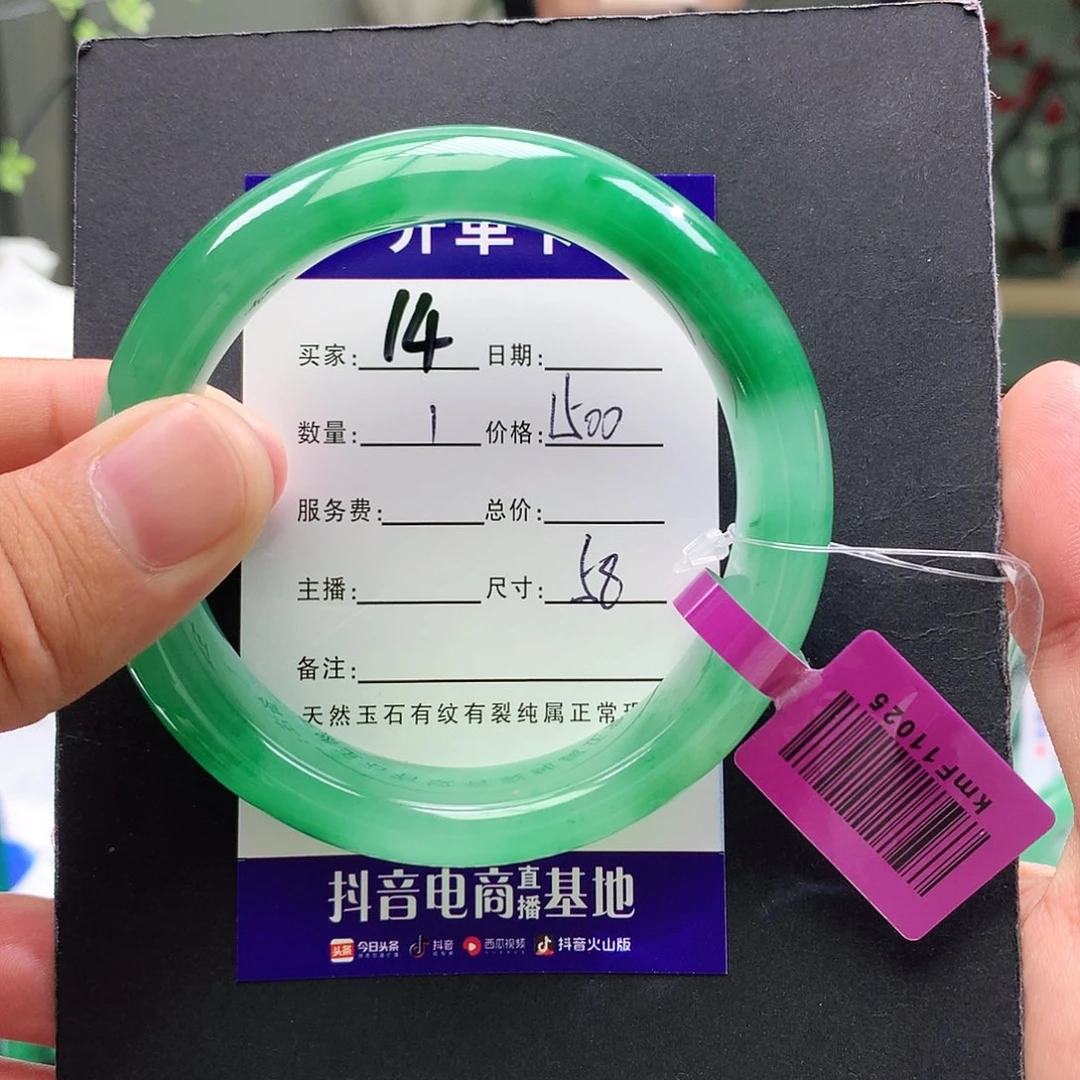 开单卡
买家: 14 日期:
数量: 1 价格: 1500
服务费: 总价:
主播: 尺寸: 58
备注:
天然玉石有纹有裂纯属正常现
kmF11025
抖音电商直播基地
头条 今日头条 抖音 西瓜视频 抖音火山版